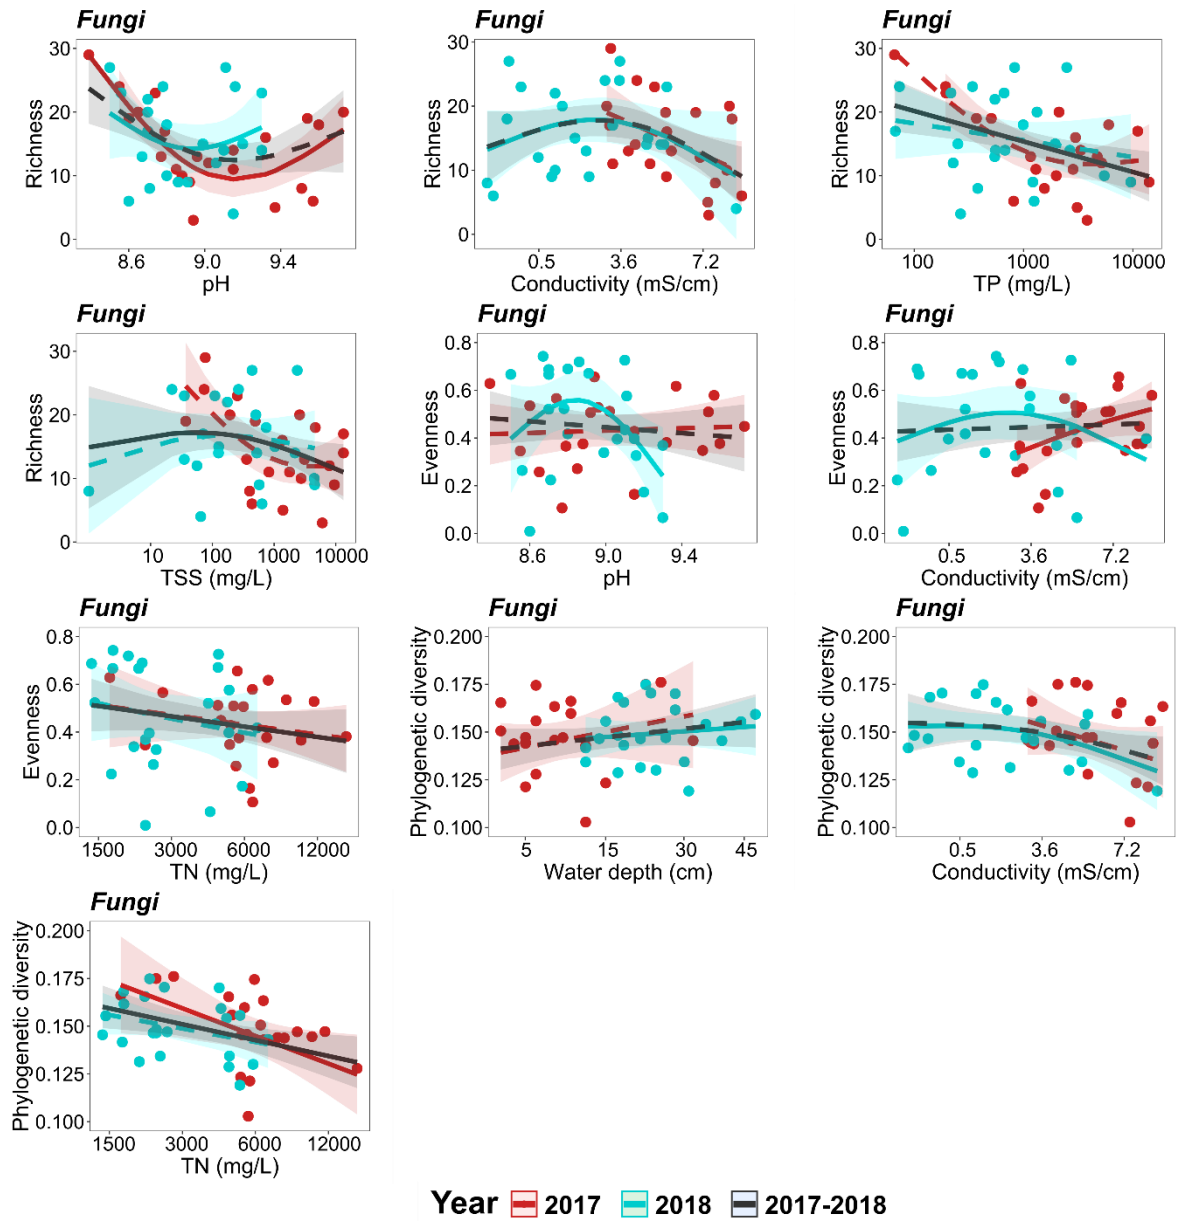 Fungi
Richness
30
20
10
0
8.6 9.0 9.4
pH
Fungi
Richness
30
20
10
0
0.5 3.6 7.2
Conductivity (mS/cm)
Fungi
Richness
30
20
10
0
100 1000 10000
TP (mg/L)
Fungi
Richness
30
20
10
0
10 100 1000 10000
TSS (mg/L)
Fungi
Evenness
0.8
0.6
0.4
0.2
0.0
8.6 9.0 9.4
pH
Fungi
Evenness
0.8
0.6
0.4
0.2
0.0
0.5 3.6 7.2
Conductivity (mS/cm)
Fungi
Evenness
0.8
0.6
0.4
0.2
0.0
1500 3000 6000 12000
TN (mg/L)
Fungi
Phylogenetic diversity
0.200
0.175
0.150
0.125
0.100
5 15 30 45
Water depth (cm)
Fungi
Phylogenetic diversity
0.200
0.175
0.150
0.125
0.100
0.5 3.6 7.2
Conductivity (mS/cm)
Fungi
Phylogenetic diversity
0.200
0.175
0.150
0.125
0.100
1500 3000 6000 12000
TN (mg/L)
Year 2017 2018 2017-2018